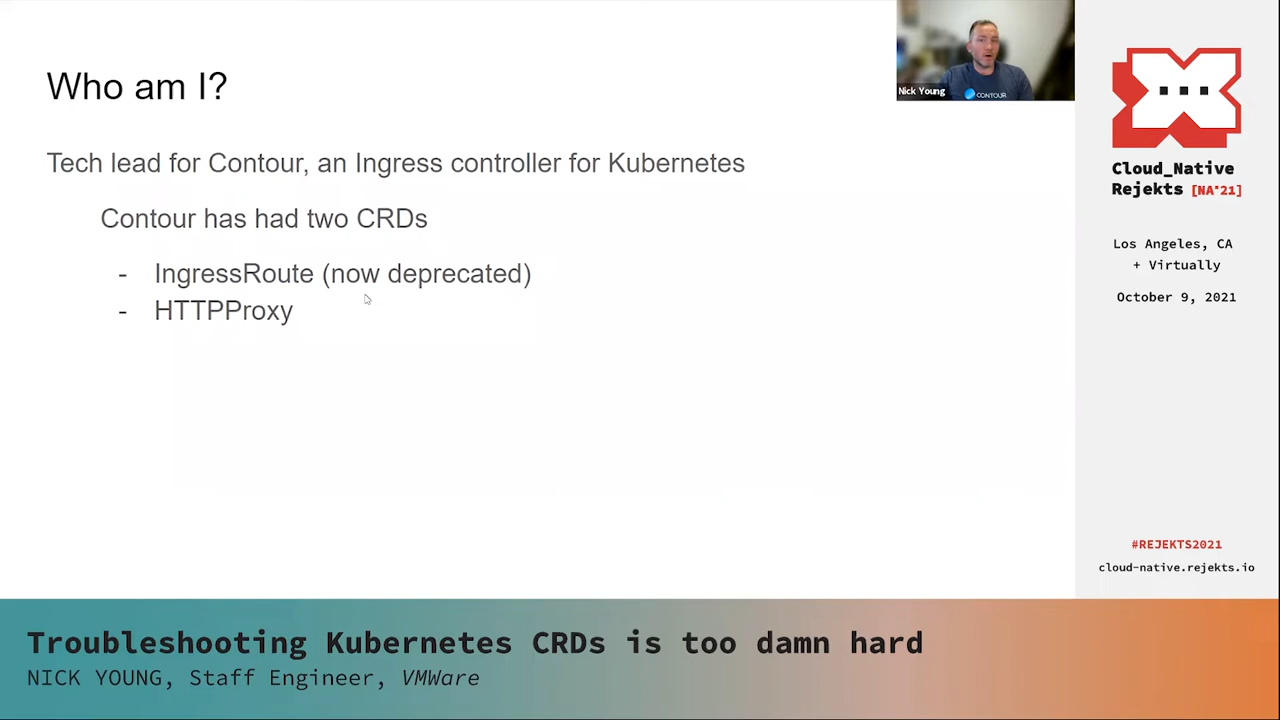 Who am I?
Tech lead for Contour, an Ingress controller for Kubernetes
Contour has had two CRDs
- IngressRoute (now deprecated)
- HTTPProxy
Nick Young
CONTOUR
Cloud_Native
Rejekts [NA'21]
Los Angeles, CA
+ Virtually
October 9, 2021
#REJEKTS2021
cloud-native.rejekts.io
Troubleshooting Kubernetes CRDs is too damn hard
NICK YOUNG, Staff Engineer, VMWare